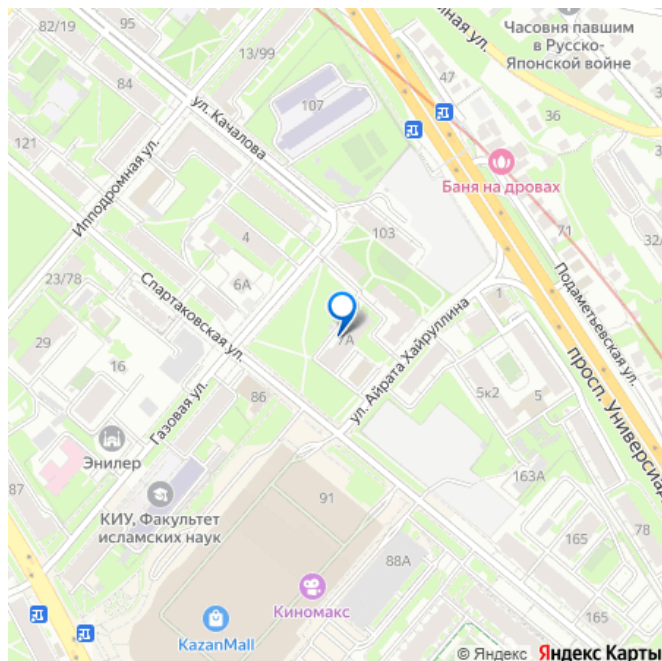 82/19
95
13/99
Часовня павшим
в Русско-
Японской войне
47
84
107
36
ул. Качалова
Баня на дровах
121
Ипподромная ул.
103
71
32/
4
6А
23/78
Спартаковская ул.
7А
ул. Айрата Хайруллина
1
Подаметьевская ул.
29
16
просп. Универсиад
86
5к2
5
Газовая ул.
Энилер
163А
87
91
КИУ, Факультет
исламских наук
78
165
88А
Киномакс
165
KazanMall
© Яндекс Яндекс Карты